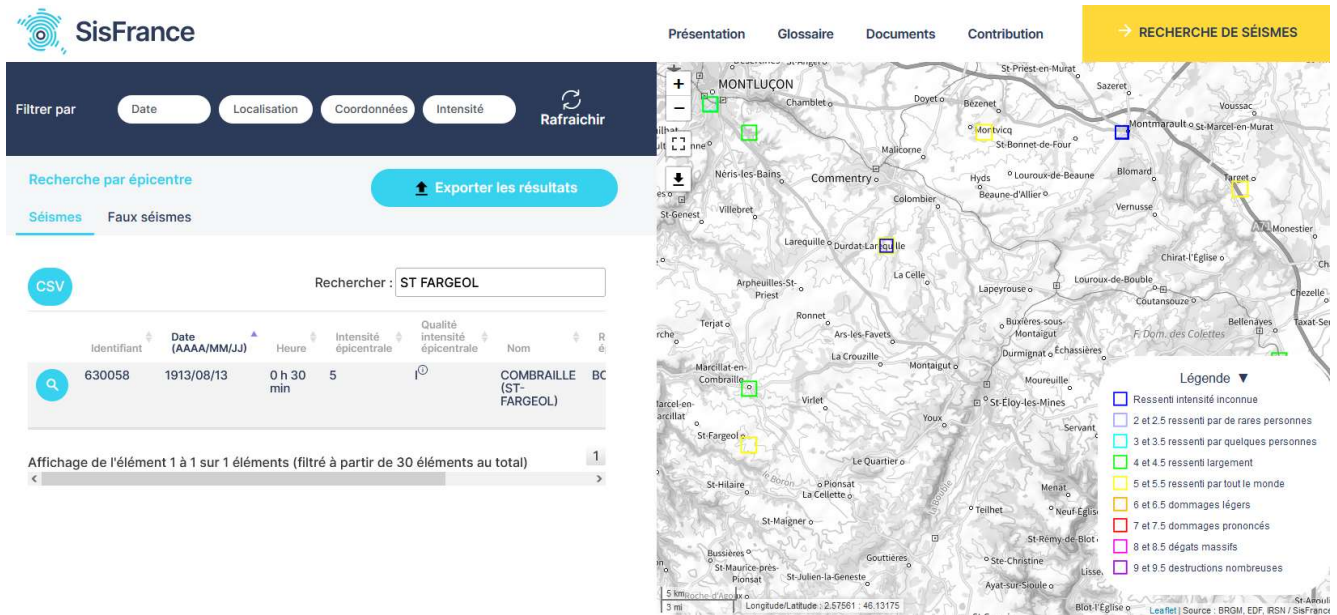 SisFrance
Présentation Glossaire Documents Contribution → RECHERCHE DE SÉISMES
Filtrer par Date Localisation Coordonnées Intensité Rafraichir
Recherche par épicentre
Exporter les résultats
Séismes Faux séismes
CSV
Rechercher : ST FARGEOL
Identifiant Date (AAAA/MM/JJ) Heure Intensité épicentrale Qualité intensité épicentrale Nom
630058 1913/08/13 0 h 30 min 5 I COMBRAILLE (ST-FARGEOL) BO
Affichage de l'élément 1 à 1 sur 1 éléments (filtré à partir de 30 éléments au total) 1
+
−
St-Priest-en-Murat
MONTLUÇON
Sazeret
Chamblet
Doyet
Bézenet
Voussac
Montvicq
Montmarault
St-Marcel-en-Murat
St-Bonnet-de-Four
Malicorne
Néris-les-Bains
Commentry
Hyds
Louroux-de-Beaune
Blomard
Target
Beaune-d'Allier
Colombier
St-Genest
Villebret
Vernusse
Monestier
Larequille
Durdat-Larequille
Chirat-l'Église
La Celle
Arpheuilles-St-Priest
Lapeyrouse
Louroux-de-Bouble
Coutansouze
Chezelle
Ronnet
Terjat
Ars-les-Favets
Buxières-sous-Montaigut
F. Dom. des Colettes
Bellenaves
La Crouzille
Durmignat
Échassières
Marcillat-en-Combraille
Montaigut
Moureille
Virlet
St-Éloy-les-Mines
Youx
Servant
St-Fargeol
Le Quartier
St-Hilaire
le Boron
Pionsat
La Cellette
la Bouble
Menat
Teilhet
Neuf-Église
St-Maigner
St-Rémy-de-Blot
Bussières
Gouttières
Ste-Christine
St-Maurice-près-Pionsat
St-Julien-la-Geneste
Ayat-sur-Sioule
Blot-l'Église
Légende ▼
Ressenti intensité inconnue
2 et 2.5 ressenti par de rares personnes
3 et 3.5 ressenti par quelques personnes
4 et 4.5 ressenti largement
5 et 5.5 ressenti par tout le monde
6 et 6.5 dommages légers
7 et 7.5 dommages prononcés
8 et 8.5 dégats massifs
9 et 9.5 destructions nombreuses
5 km
3 mi
Longitude/Latitude : 2.57561 : 46.13175
Leaflet | Source : BRGM, EDF, RSN / SisFrance